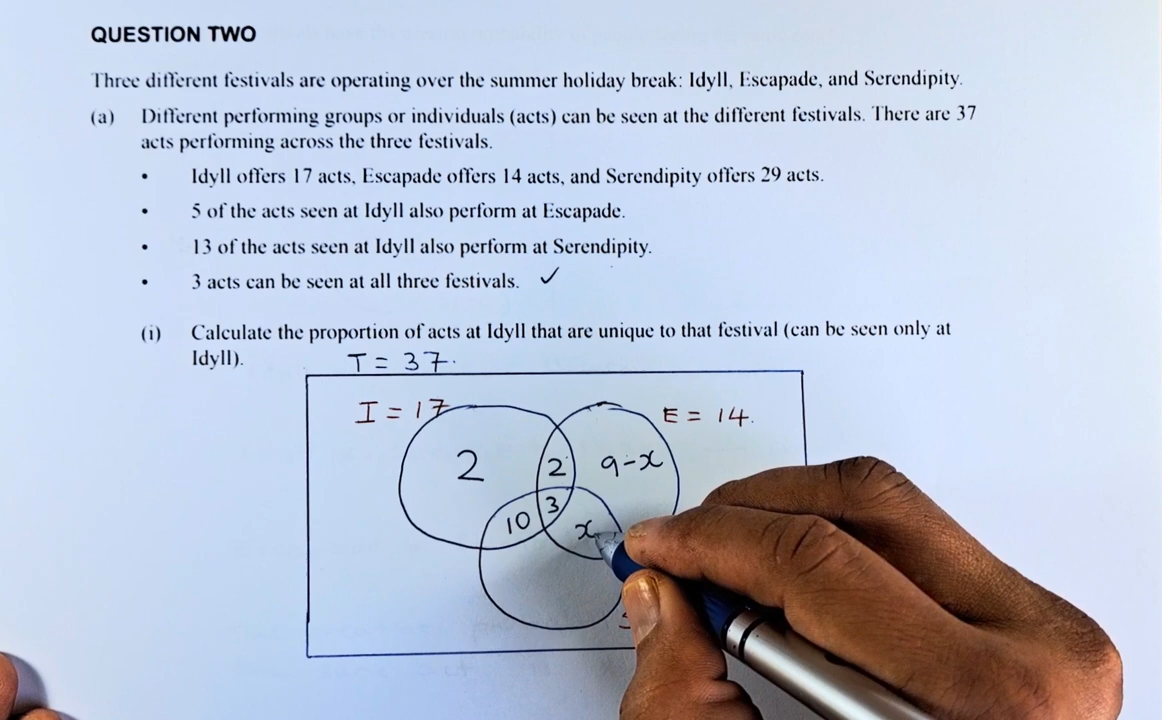 QUESTION TWO
Three different festivals are operating over the summer holiday break: Idyll, Escapade, and Serendipity.
(a) Different performing groups or individuals (acts) can be seen at the different festivals. There are 37
acts performing across the three festivals.
• Idyll offers 17 acts, Escapade offers 14 acts, and Serendipity offers 29 acts.
• 5 of the acts seen at Idyll also perform at Escapade.
• 13 of the acts seen at Idyll also perform at Serendipity.
• 3 acts can be seen at all three festivals. ✓
(i) Calculate the proportion of acts at Idyll that are unique to that festival (can be seen only at
Idyll).
T = 37.
I = 17
E = 14.
2 2 9-x
10 3 x